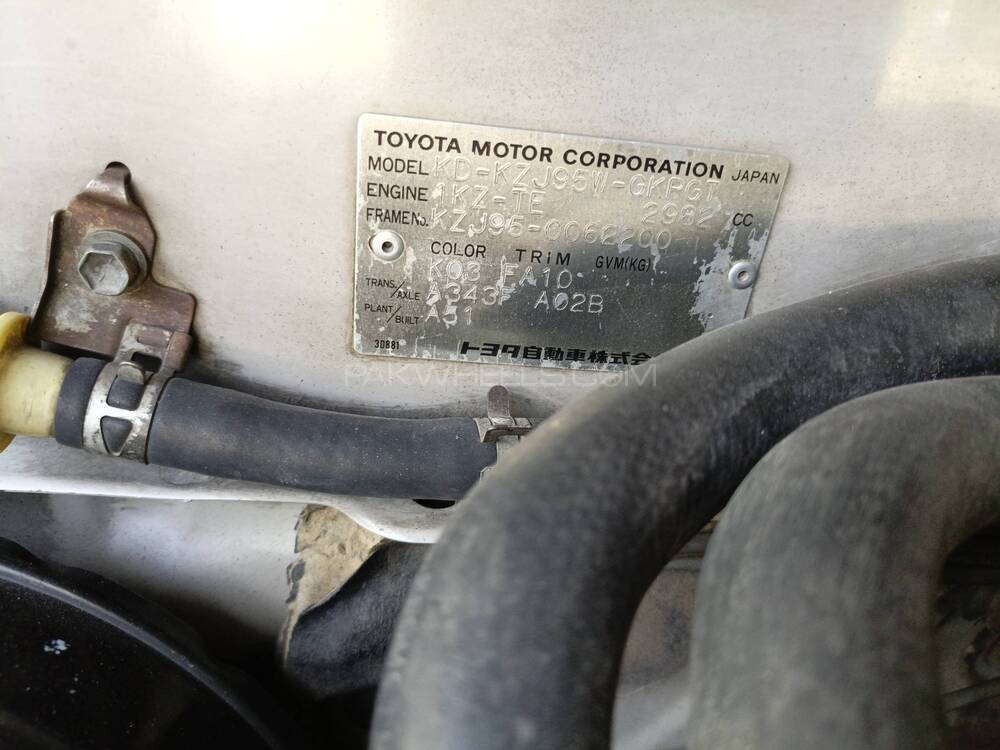 TOYOTA MOTOR CORPORATION JAPAN
MODEL KD-KZJ95W-GKPGT
ENGINE 1KZ-TE 2982 CC
FRAME No. KZJ95-0062200
COLOR TRIM GVM(KG)
K03 FA10
TRANS./AXLE A343F A02B
PLANT/BUILT A51
3D881 トヨタ自動車株式会
PAKWHEELS.COM